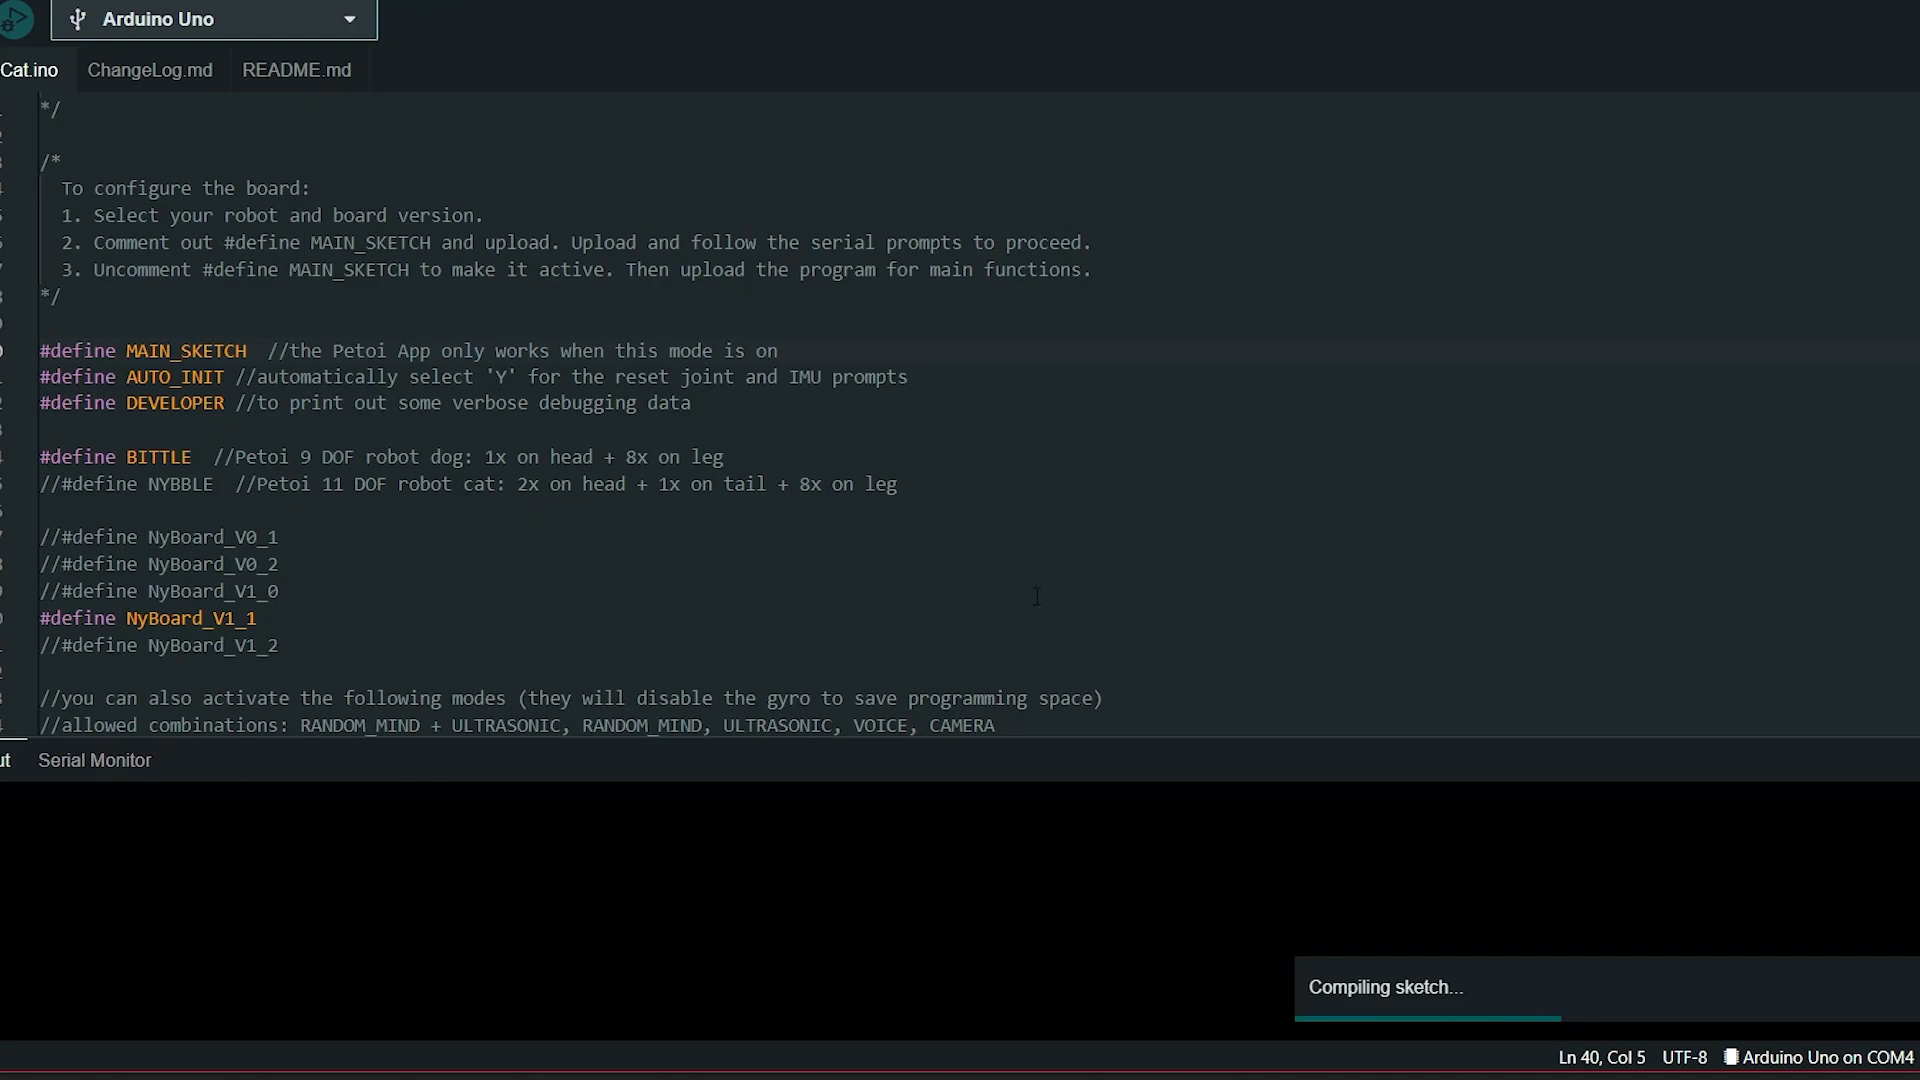 Arduino Uno
Cat.ino ChangeLog.md README.md
*/
/*
To configure the board:
1. Select your robot and board version.
2. Comment out #define MAIN_SKETCH and upload. Upload and follow the serial prompts to proceed.
3. Uncomment #define MAIN_SKETCH to make it active. Then upload the program for main functions.
*/
#define MAIN_SKETCH //the Petoi App only works when this mode is on
#define AUTO_INIT //automatically select 'Y' for the reset joint and IMU prompts
#define DEVELOPER //to print out some verbose debugging data
#define BITTLE //Petoi 9 DOF robot dog: 1x on head + 8x on leg
//#define NYBBLE //Petoi 11 DOF robot cat: 2x on head + 1x on tail + 8x on leg
//#define NyBoard_V0_1
//#define NyBoard_V0_2
//#define NyBoard_V1_0
#define NyBoard_V1_1
//#define NyBoard_V1_2
//you can also activate the following modes (they will disable the gyro to save programming space)
//allowed combinations: RANDOM_MIND + ULTRASONIC, RANDOM_MIND, ULTRASONIC, VOICE, CAMERA
ut Serial Monitor
Compiling sketch...
Ln 40, Col 5 UTF-8 Arduino Uno on COM4